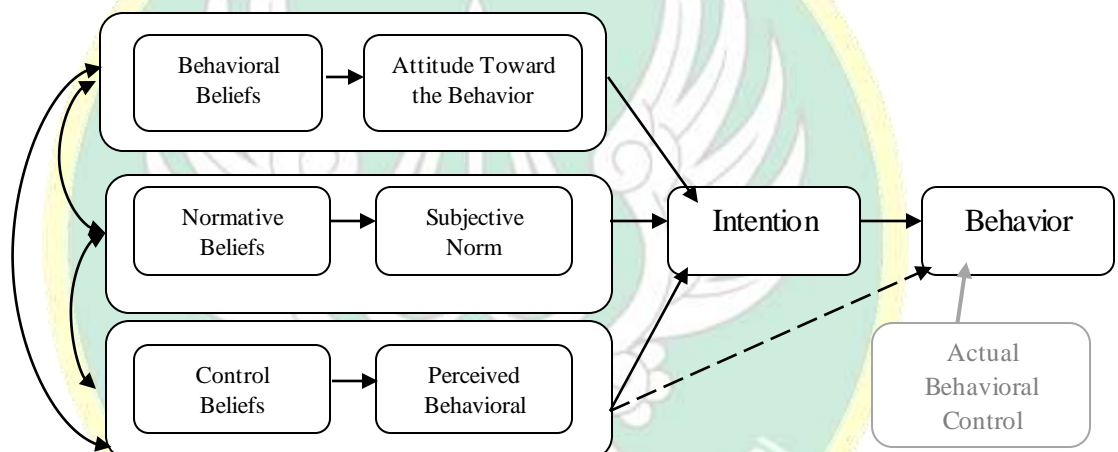 Behavioral
Beliefs
Attitude Toward
the Behavior
Normative
Beliefs
Subjective
Norm
Intention
Behavior
Control
Beliefs
Perceived
Behavioral
Actual
Behavioral
Control